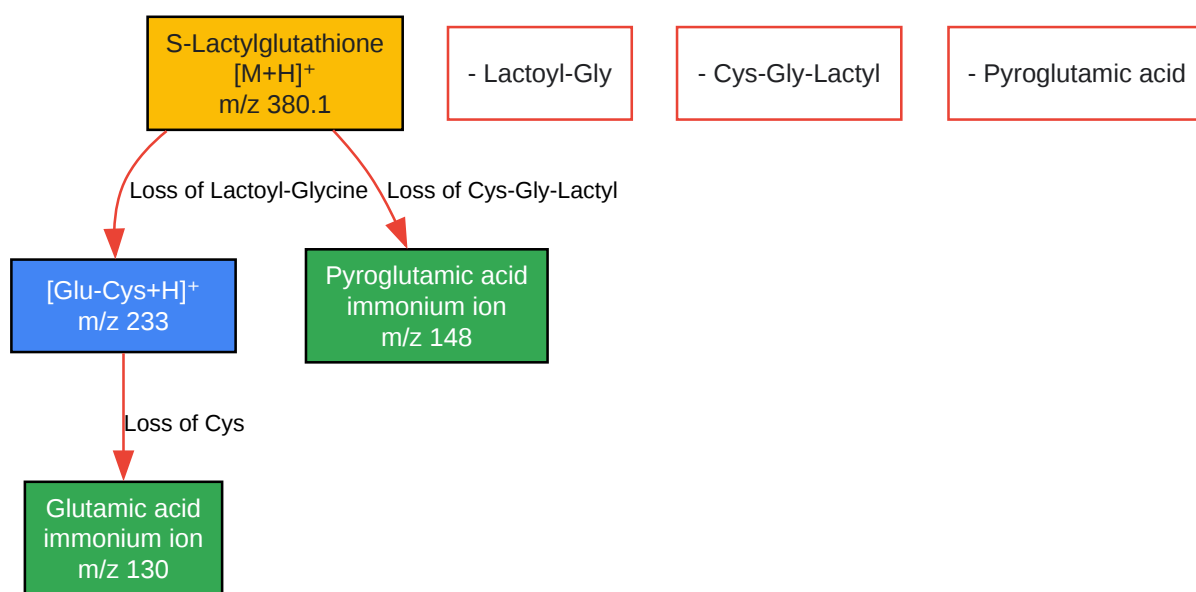 S-Lactylglutathione
[M+H]⁺
m/z 380.1
- Lactoyl-Gly
- Cys-Gly-Lactyl
- Pyroglutamic acid
Loss of Lactoyl-Glycine
Loss of Cys-Gly-Lactyl
[Glu-Cys+H]⁺
m/z 233
Pyroglutamic acid
immonium ion
m/z 148
Loss of Cys
Glutamic acid
immonium ion
m/z 130